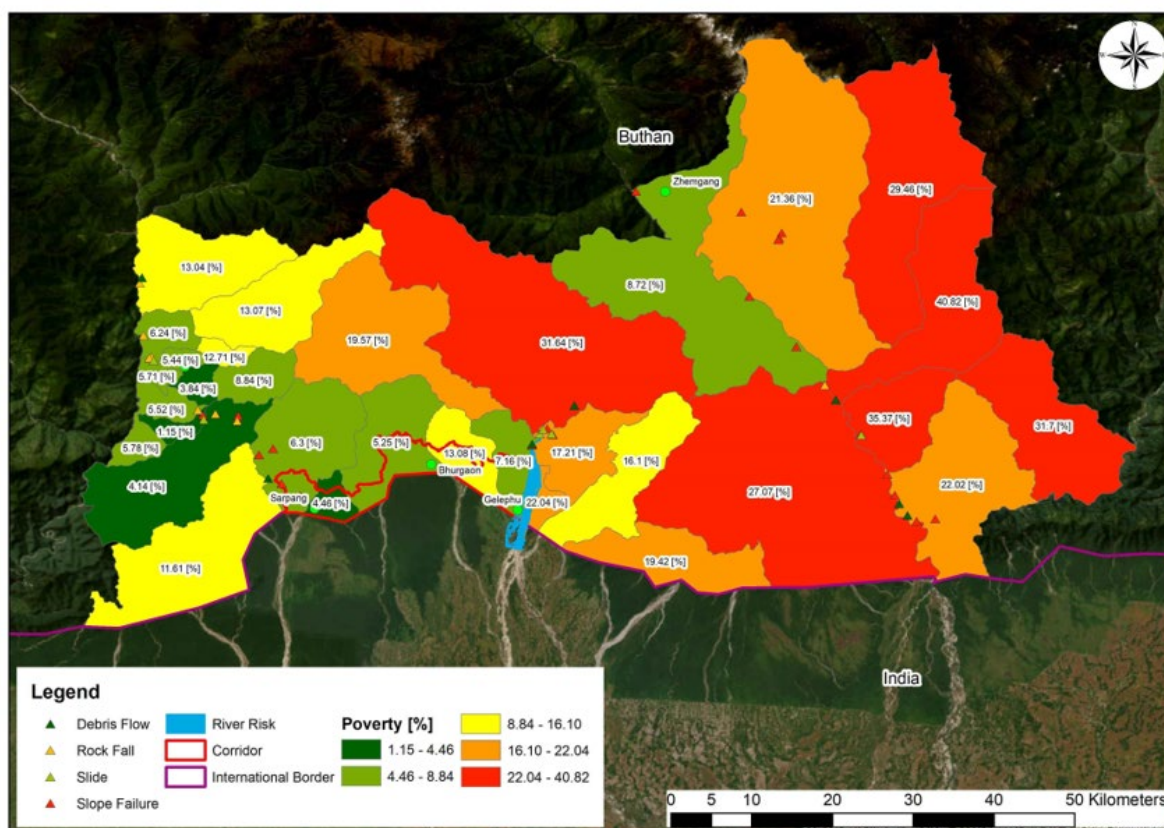 Buthan
Zhemgang
21.36 [%]
29.46 [%]
13.04 [%]
8.72 [%]
40.82 [%]
13.07 [%]
6.24 [%]
19.57 [%]
31.64 [%]
12.71 [%]
5.44 [%]
5.71 [%]
3.84 [%]
8.84 [%]
5.52 [%]
1.15 [%]
35.37 [%]
31.7 [%]
5.78 [%]
6.3 [%]
5.25 [%]
13.08 [%]
17.21 [%]
7.16 [%]
16.1 [%]
Bhurgaon
4.14 [%]
27.07 [%]
22.02 [%]
Sarpang
4.46 [%]
Gelephu
22.04 [%]
11.61 [%]
19.42 [%]
India
Legend
Debris Flow
Rock Fall
Slide
Slope Failure
River Risk
Corridor
International Border
Poverty [%]
1.15 - 4.46
4.46 - 8.84
8.84 - 16.10
16.10 - 22.04
22.04 - 40.82
0 5 10 20 30 40 50 Kilometers